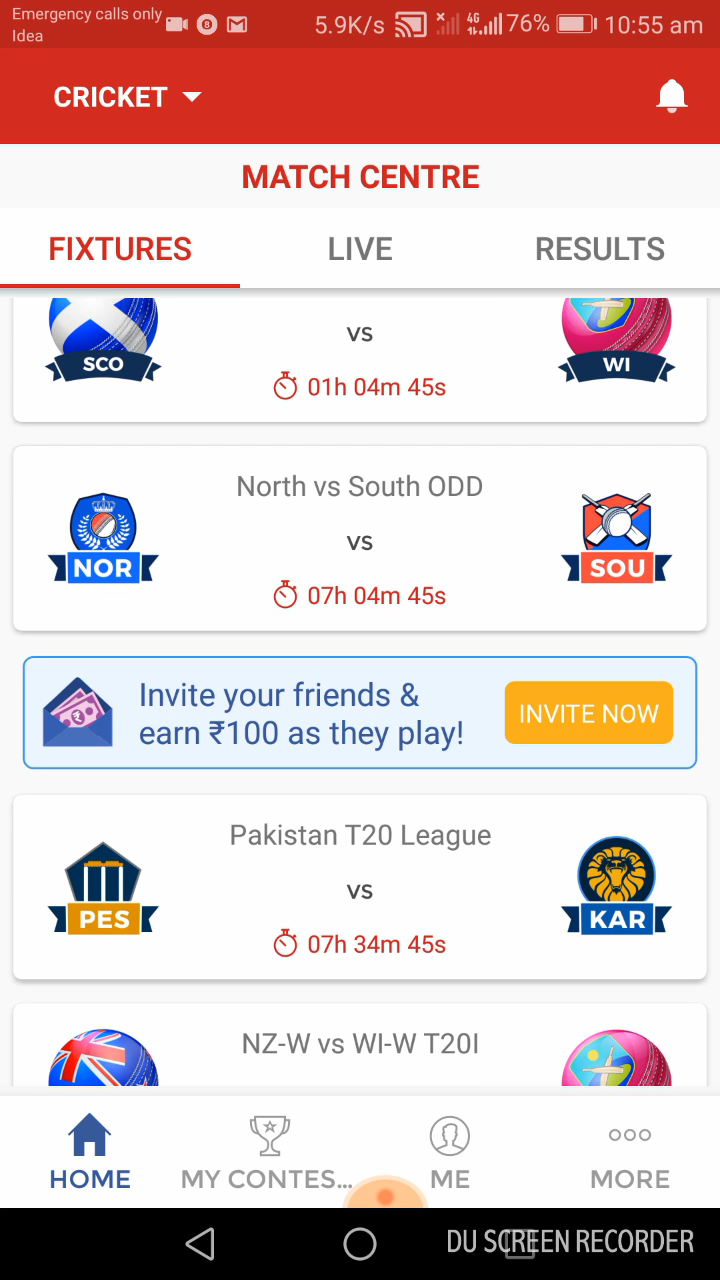 Emergency calls only
Idea
5.9K/s 4G 76% 10:55 am
CRICKET
MATCH CENTRE
FIXTURES LIVE RESULTS
SCO vs WI
01h 04m 45s
North vs South ODD
NOR vs SOU
07h 04m 45s
Invite your friends &
earn ₹100 as they play!
INVITE NOW
Pakistan T20 League
PES vs KAR
07h 34m 45s
NZ-W vs WI-W T20I
HOME MY CONTES... ME MORE
DU SCREEN RECORDER